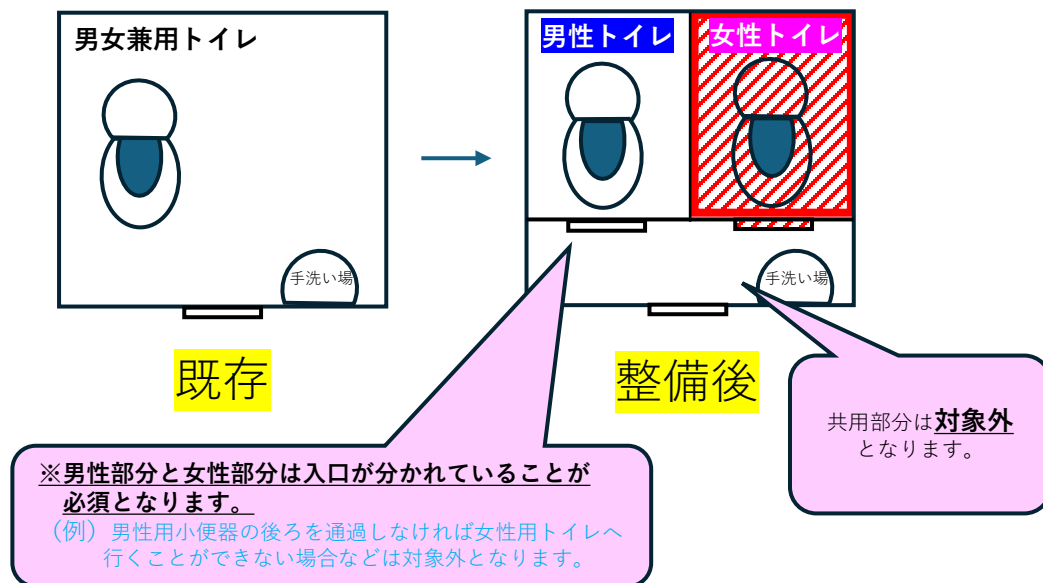 男女兼用トイレ
手洗い場
既存
男性トイレ
女性トイレ
手洗い場
整備後
※男性部分と女性部分は入口が分かれていることが
必須となります。
（例）男性用小便器の後ろを通過しなければ女性用トイレへ
行くことができない場合などは対象外となります。
共用部分は対象外
となります。